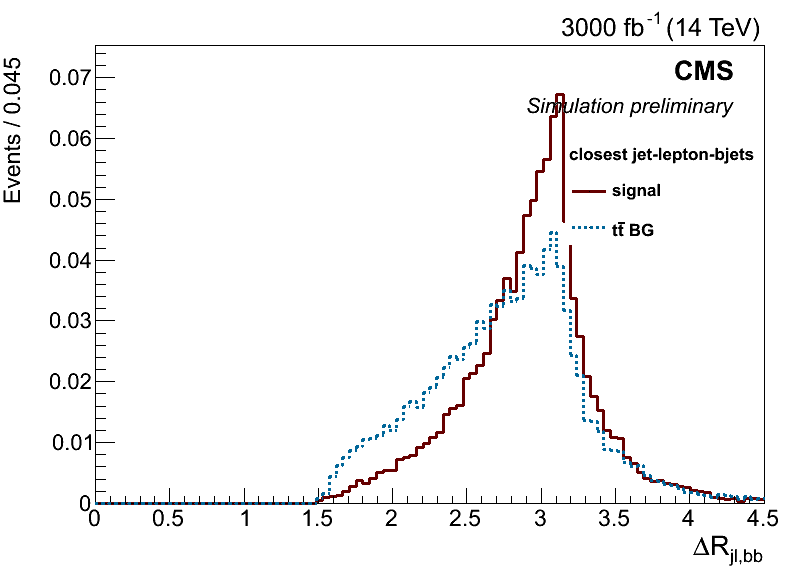 3000 fb-1 (14 TeV)
CMS
Simulation preliminary
closest jet-lepton-bjets
signal
tt̄ BG
Events / 0.045
0.07
0.06
0.05
0.04
0.03
0.02
0.01
0
0 0.5 1 1.5 2 2.5 3 3.5 4 4.5
ΔRjl,bb